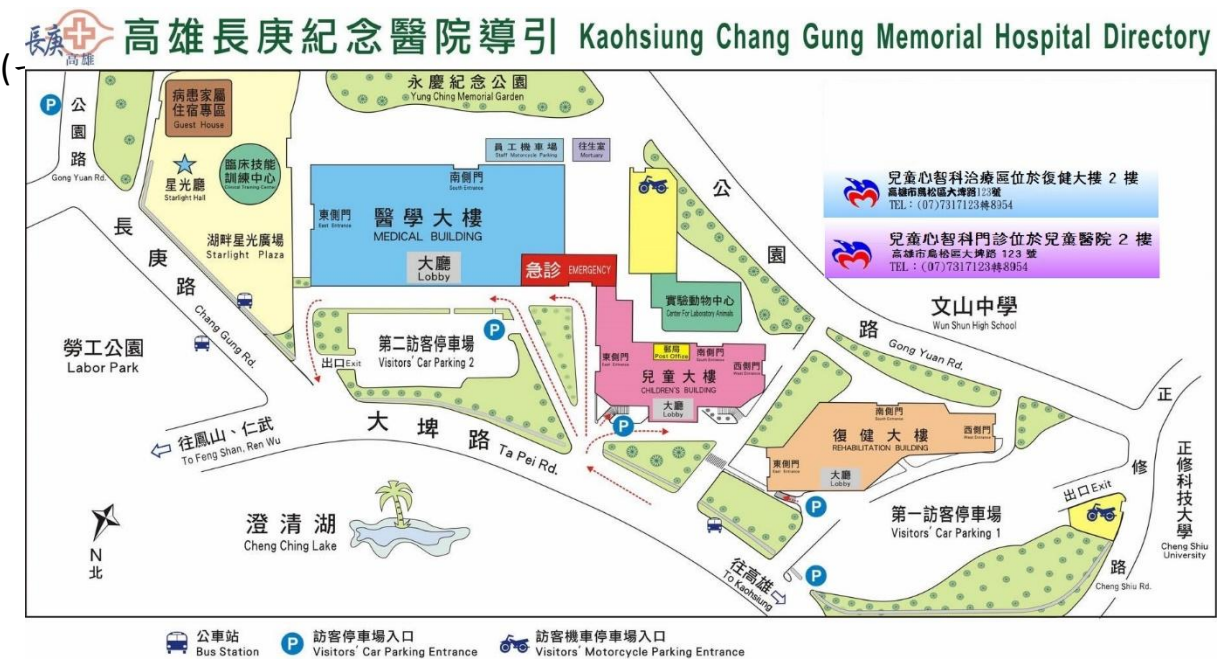 長庚
高雄
高雄長庚紀念醫院導引 Kaohsiung Chang Gung Memorial Hospital Directory
(
永慶紀念公園
Yung Ching Memorial Garden
P
公
園
路
Gong Yuan Rd.
病患家屬
住宿專區
Guest House
星光廳
Starlight Hall
臨床技能
訓練中心
Clinical Training Center
湖畔星光廣場
Starlight Plaza
長
庚
路
Chang Gung Rd.
勞工公園
Labor Park
員工機車場
Staff Motorcycle Parking
往生室
Mortuary
南側門
South Entrance
東側門
East Entrance
醫學大樓
MEDICAL BUILDING
大廳
Lobby
急診 EMERGENCY
實驗動物中心
Center For Laboratory Animals
公
園
路
Gong Yuan Rd.
兒童心智科治療區位於復健大樓 2 樓
高雄市鳥松區大埤路123號
TEL:(07)7317123轉8954
兒童心智科門診位於兒童醫院 2 樓
高雄市鳥松區大埤路 123 號
TEL:(07)7317123轉8954
文山中學
Wun Shun High School
第二訪客停車場
Visitors' Car Parking 2
P
出口Exit
郵局
Post Office
東側門
East Entrance
南側門
South Entrance
西側門
West Entrance
兒童大樓
CHILDREN'S BUILDING
大廳
Lobby
P
大 埤 路 Ta Pei Rd.
往鳳山、仁武
To Feng Shan, Ren Wu
南側門
South Entrance
西側門
West Entrance
復健大樓
REHABILITATION BUILDING
東側門
East Entrance
大廳
Lobby
P
第一訪客停車場
Visitors' Car Parking 1
出口Exit
正
修
路
Cheng Shiu Rd.
正修科技大學
Cheng Shiu
University
澄清湖
Cheng Ching Lake
N
北
往高雄
To Kaohsiung
P
公車站
Bus Station
P
訪客停車場入口
Visitors' Car Parking Entrance
訪客機車停車場入口
Visitors' Motorcycle Parking Entrance